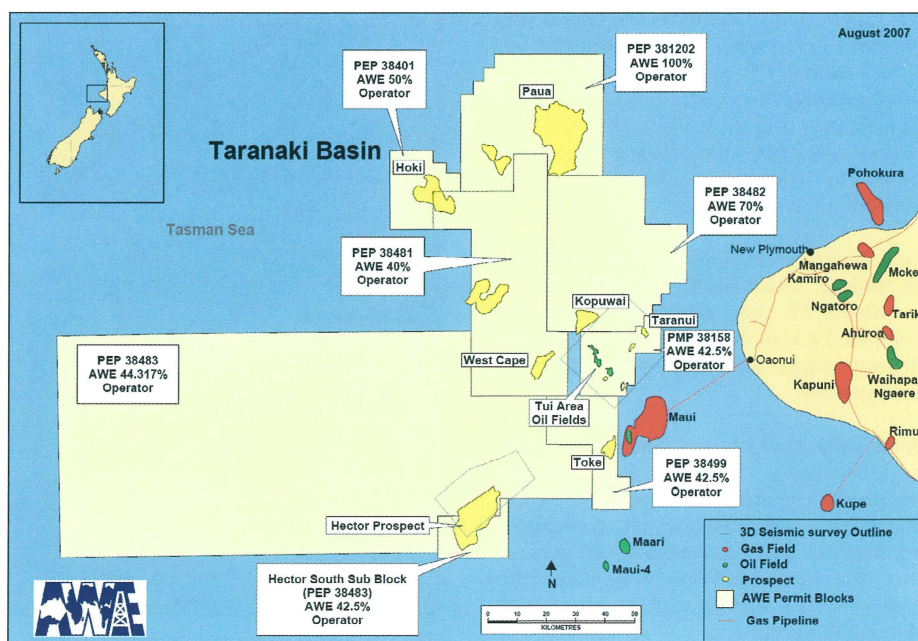 August 2007
PEP 38401
AWE 50%
Operator
PEP 381202
AWE 100%
Operator
Paua
Taranaki Basin
Hoki
Pohokura
Tasman Sea
PEP 38482
AWE 70%
Operator
New Plymouth
PEP 38481
AWE 40%
Operator
Mangahewa
Kamiro
Mcke
Ngatoro
Kopuwai
Taranui
Tarik
Ahuroa
PEP 38483
AWE 44.317%
Operator
West Cape
PMP 38158
AWE 42.5%
Operator
Oaonui
Kapuni
Waihapa
Ngaere
Tui Area
Oil Fields
Maui
Rimu
Toke
PEP 38499
AWE 42.5%
Operator
Kupe
Hector Prospect
Maari
Maui-4
N
Hector South Sub Block
(PEP 38483)
AWE 42.5%
Operator
3D Seismic survey Outline
Gas Field
Oil Field
Prospect
AWE Permit Blocks
Gas Pipeline
0 10 20 30 40 50
KILOMETRES
AWE